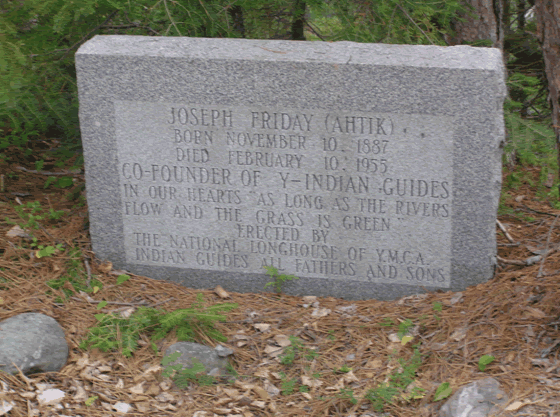 JOSEPH FRIDAY (AHTIK)
BORN NOVEMBER 10, 1887
DIED FEBRUARY 10, 1955
CO-FOUNDER OF Y-INDIAN GUIDES
IN OUR HEARTS "AS LONG AS THE RIVERS
FLOW AND THE GRASS IS GREEN"
ERECTED BY
THE NATIONAL LONGHOUSE OF Y.M.C.A.
INDIAN GUIDES ALL FATHERS AND SONS